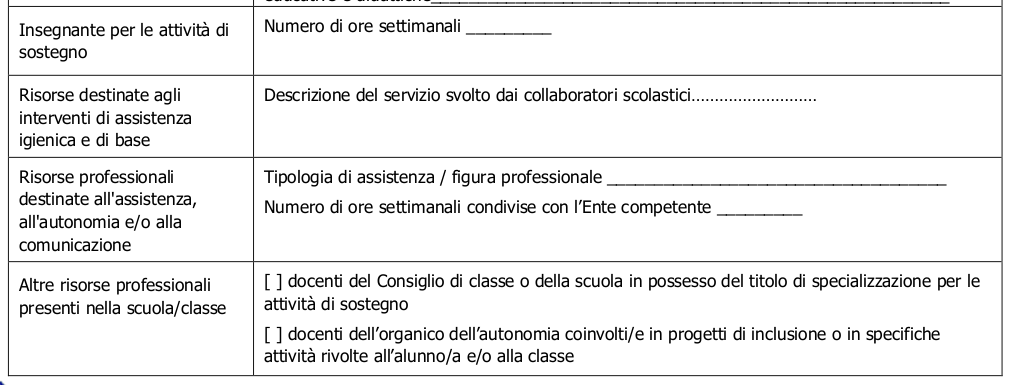 Insegnante per le attività di
sostegno
Numero di ore settimanali _________
Risorse destinate agli
interventi di assistenza
igienica e di base
Descrizione del servizio svolto dai collaboratori scolastici………………………
Risorse professionali
destinate all'assistenza,
all'autonomia e/o alla
comunicazione
Tipologia di assistenza / figura professionale ____________________________________
Numero di ore settimanali condivise con l’Ente competente _________
Altre risorse professionali
presenti nella scuola/classe
[ ] docenti del Consiglio di classe o della scuola in possesso del titolo di specializzazione per le
attività di sostegno
[ ] docenti dell’organico dell’autonomia coinvolti/e in progetti di inclusione o in specifiche
attività rivolte all’alunno/a e/o alla classe